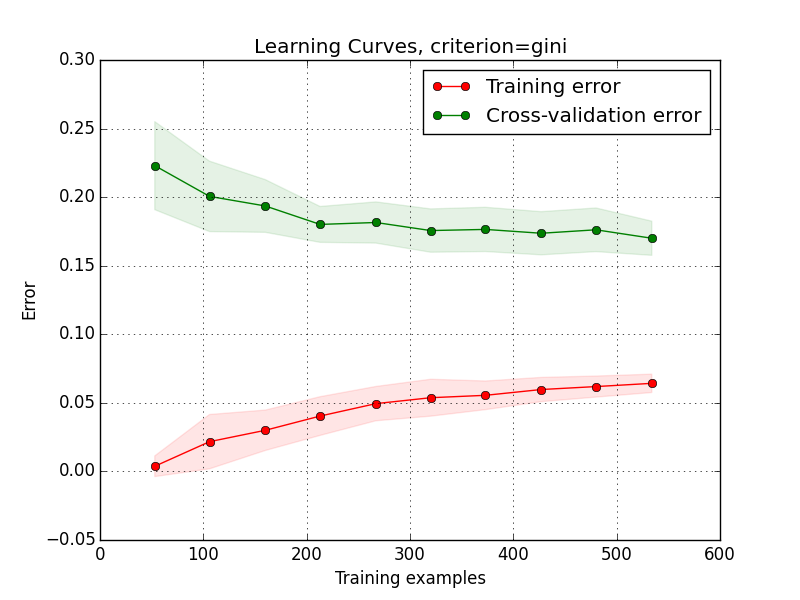 Learning Curves, criterion=gini
Training error
Cross-validation error
0.30
0.25
0.20
0.15
0.10
0.05
0.00
−0.05
Error
0 100 200 300 400 500 600
Training examples